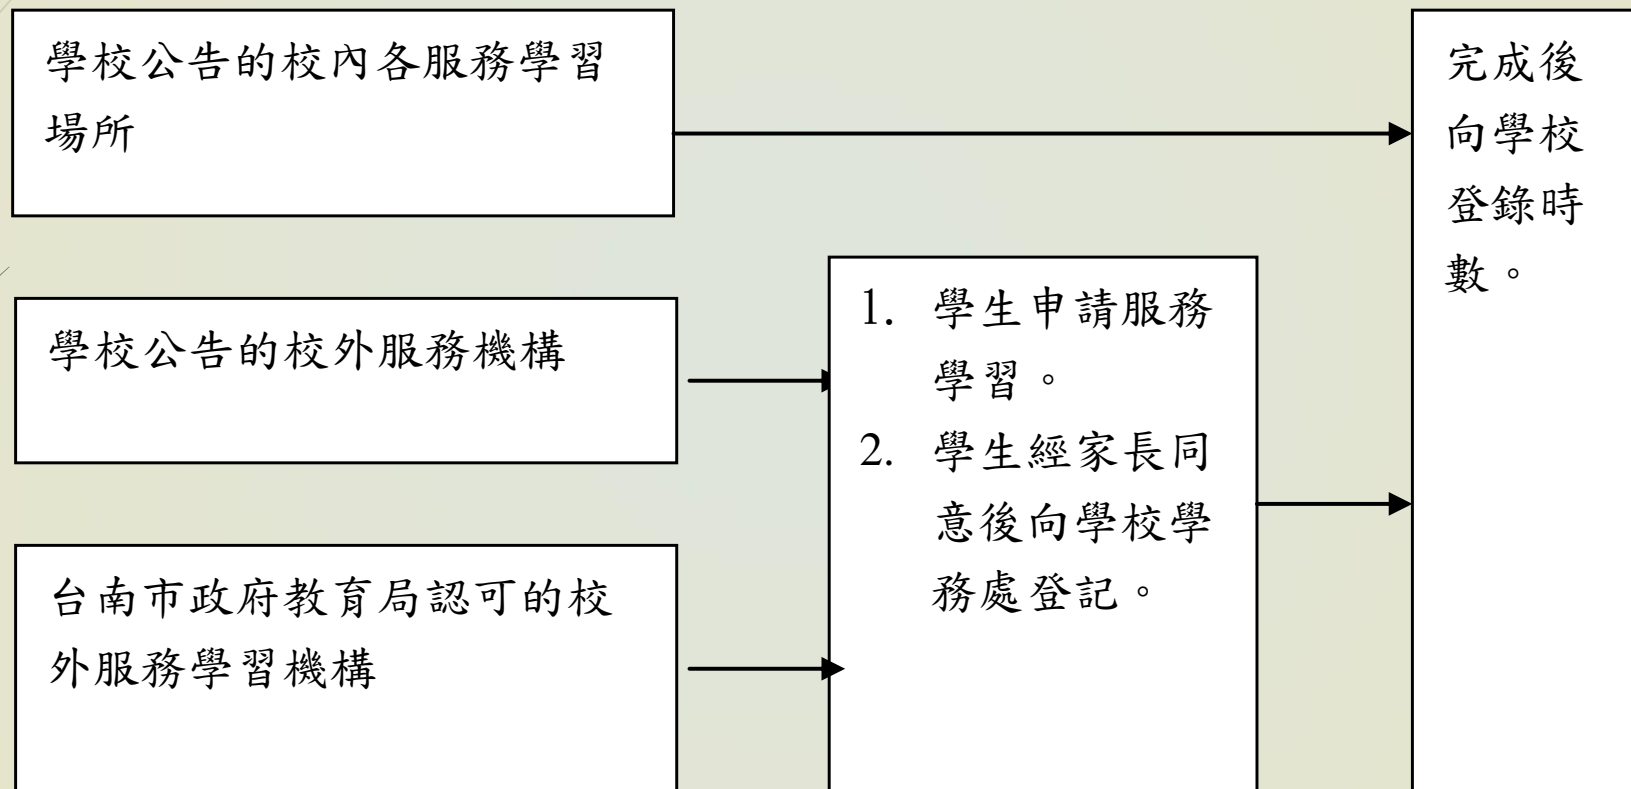 學校公告的校內各服務學習
場所
學校公告的校外服務機構
台南市政府教育局認可的校
外服務學習機構
1. 學生申請服務
學習。
2. 學生經家長同
意後向學校學
務處登記。
完成後
向學校
登錄時
數。